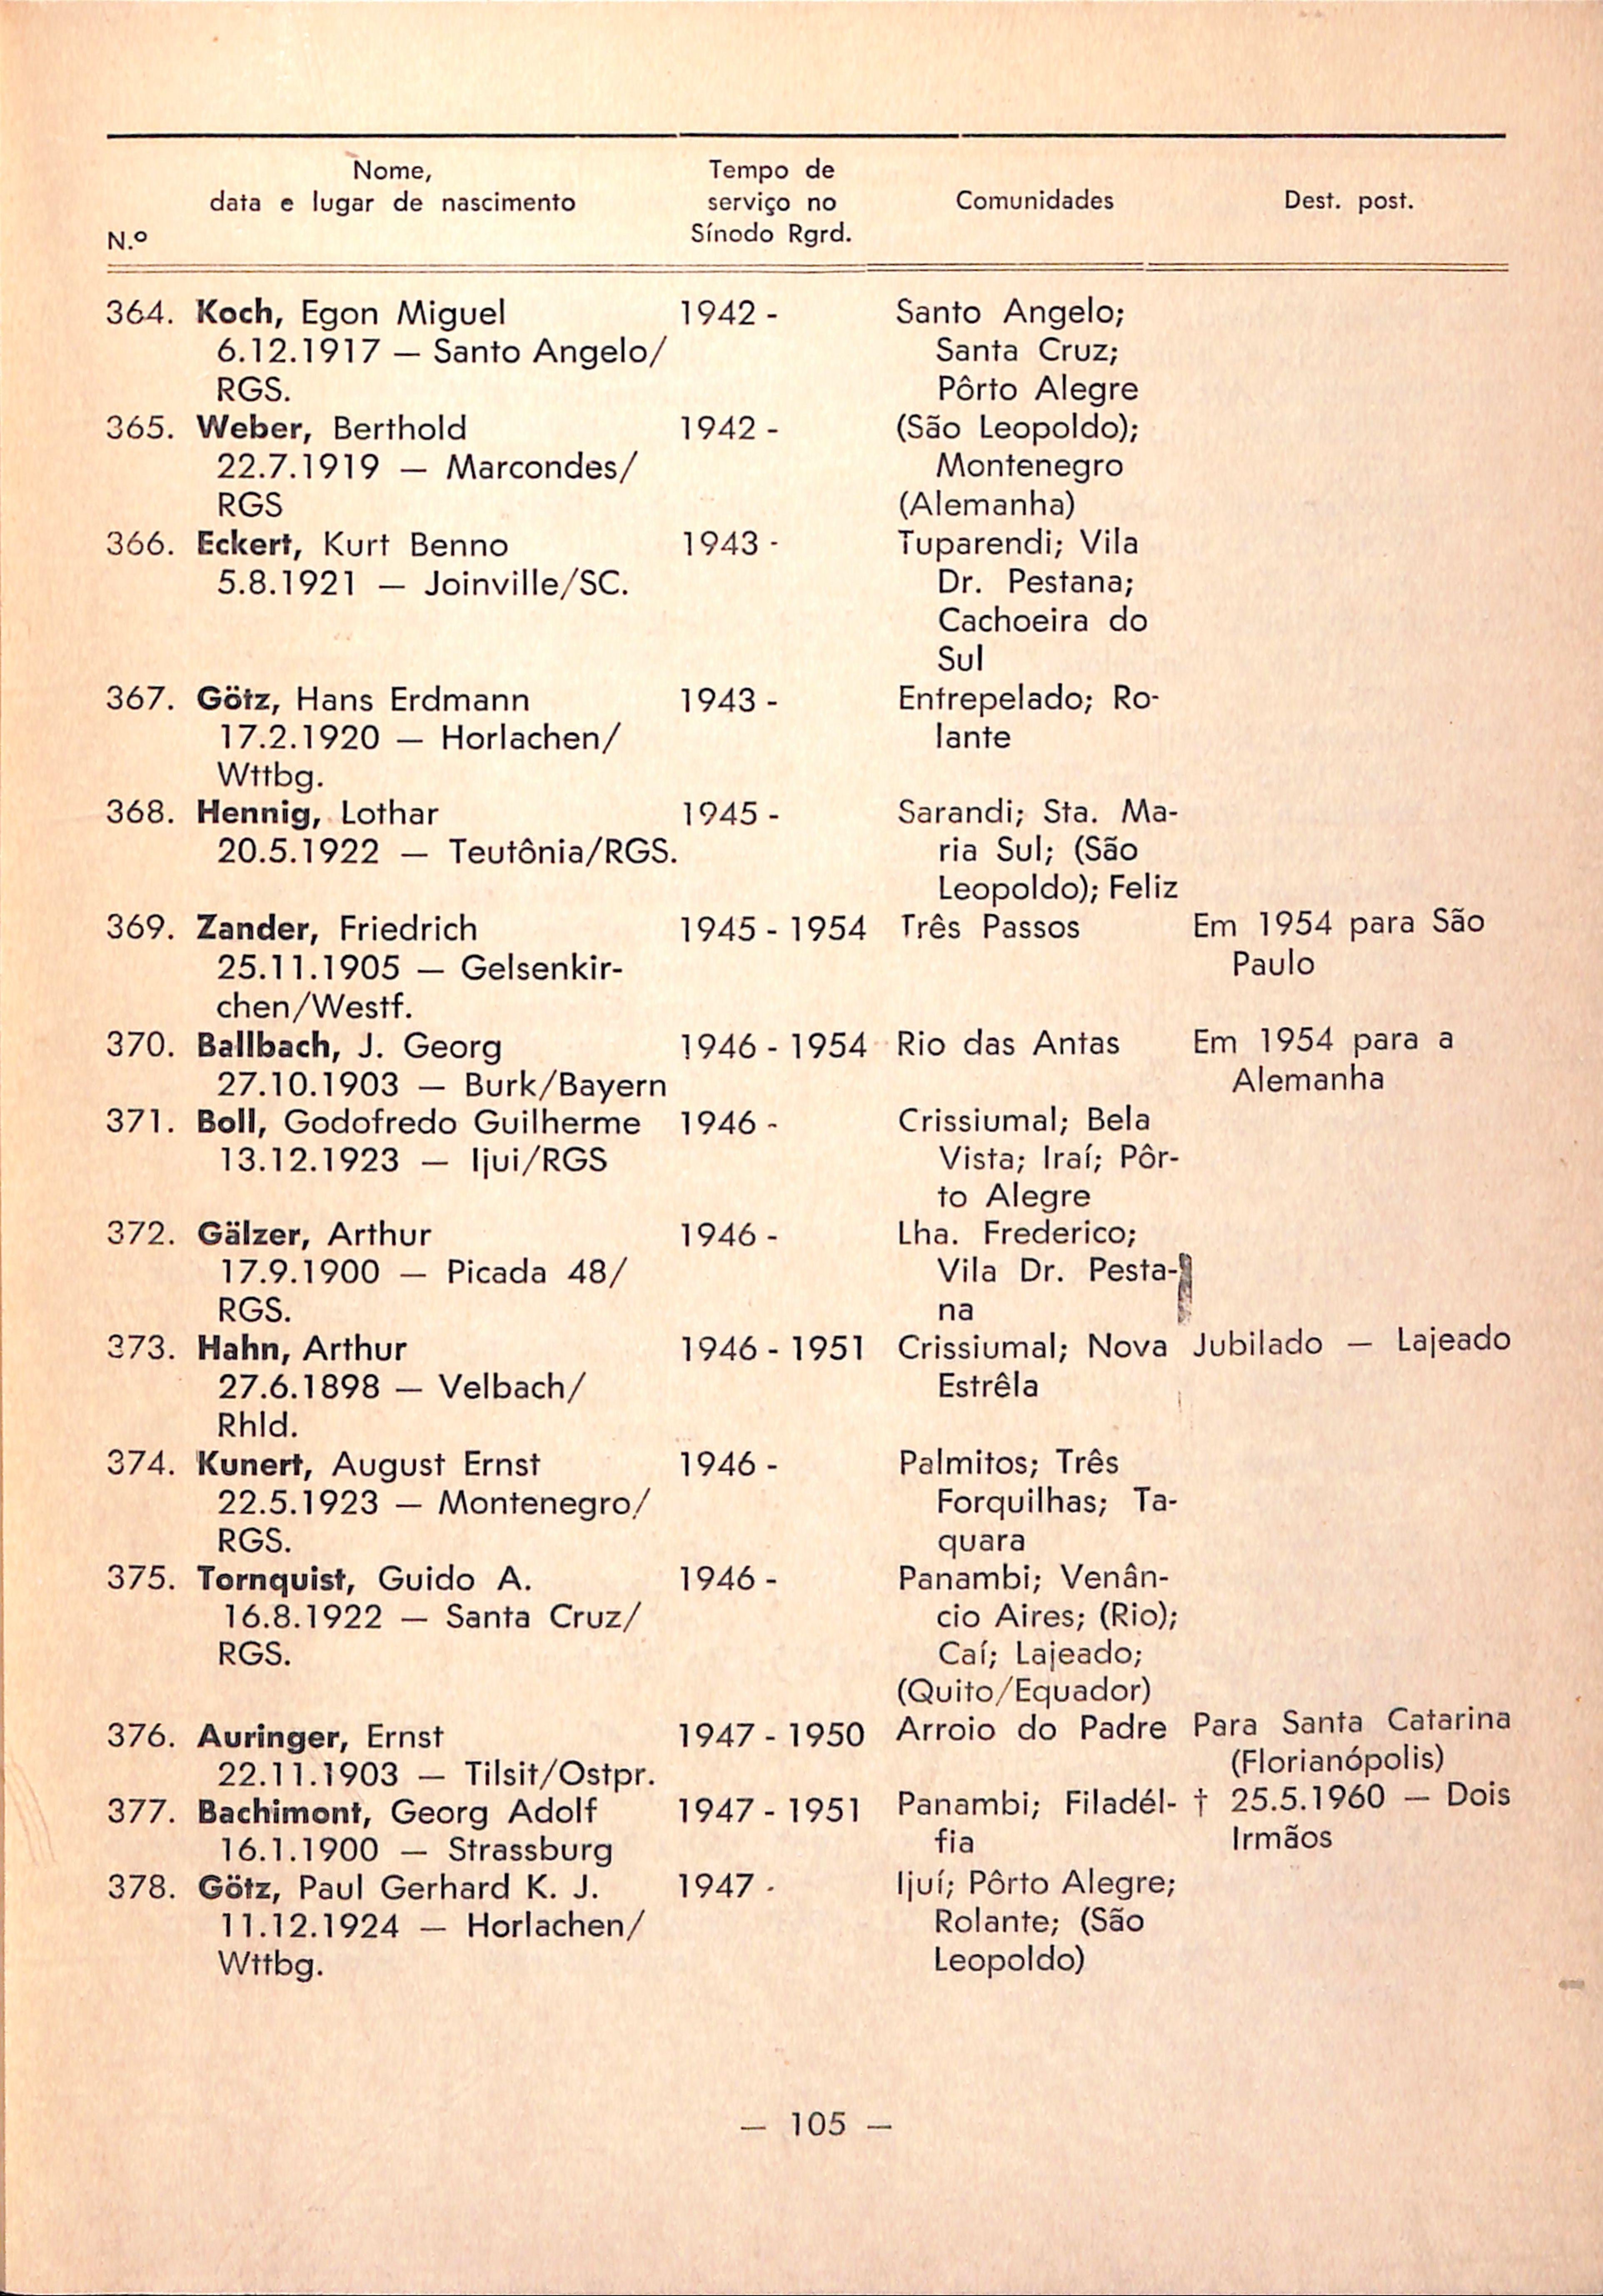 Nome,
data e lugar de nascimento
N.º
Tempo de
serviço no
Sínodo Rgrd.
Comunidades
Dest. post.
364. Koch, Egon Miguel 1942 - Santo Angelo;
6.12.1917 — Santo Angelo/ Santa Cruz;
RGS. Pôrto Alegre
365. Weber, Berthold 1942 - (São Leopoldo);
22.7.1919 — Marcondes/ Montenegro
RGS (Alemanha)
366. Eckert, Kurt Benno 1943 - Tuparendi; Vila
5.8.1921 — Joinville/SC. Dr. Pestana;
Cachoeira do
Sul
367. Götz, Hans Erdmann 1943 - Entrepelado; Ro-
17.2.1920 — Horlachen/ lante
Wttbg.
368. Hennig, Lothar 1945 - Sarandi; Sta. Ma-
20.5.1922 — Teutônia/RGS. ria Sul; (São
Leopoldo); Feliz
369. Zander, Friedrich 1945 - 1954 Três Passos Em 1954 para São
25.11.1905 — Gelsenkir- Paulo
chen/Westf.
370. Ballbach, J. Georg 1946 - 1954 Rio das Antas Em 1954 para a
27.10.1903 — Burk/Bayern Alemanha
371. Boll, Godofredo Guilherme 1946 - Crissiumal; Bela
13.12.1923 — Ijui/RGS Vista; Iraí; Pôr-
to Alegre
372. Gälzer, Arthur 1946 - Lha. Frederico;
17.9.1900 — Picada 48/ Vila Dr. Pesta-
RGS. na
373. Hahn, Arthur 1946 - 1951 Crissiumal; Nova Jubilado — Lajeado
27.6.1898 — Velbach/ Estrêla
Rhld.
374. Kunert, August Ernst 1946 - Palmitos; Três
22.5.1923 — Montenegro/ Forquilhas; Ta-
RGS. quara
375. Tornquist, Guido A. 1946 - Panambi; Venân-
16.8.1922 — Santa Cruz/ cio Aires; (Rio);
RGS. Caí; Lajeado;
(Quito/Equador)
376. Auringer, Ernst 1947 - 1950 Arroio do Padre Para Santa Catarina
22.11.1903 — Tilsit/Ostpr. (Florianópolis)
377. Bachimont, Georg Adolf 1947 - 1951 Panambi; Filadél- † 25.5.1960 — Dois
16.1.1900 — Strassburg fia Irmãos
378. Götz, Paul Gerhard K. J. 1947 - Ijuí; Pôrto Alegre;
11.12.1924 — Horlachen/ Rolante; (São
Wttbg. Leopoldo)
— 105 —